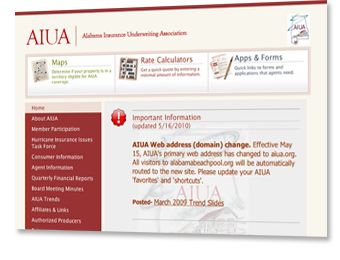 AIUA Alabama Insurance Underwriting Association
Maps
Determine if your property is in a
territory eligible for AIUA
coverage.
Rate Calculators
Get a quick quote by entering a
minimal amount of information.
Apps & Forms
Quick links to forms and
applications that agents need.
Home
About AIUA
Member Participation
Hurricane Insurance Issues
Task Force
Consumer Information
Agent Information
Quarterly Financial Reports
Board Meeting Minutes
AIUA Trends
Affiliates & Links
Authorized Producers
Important Information
(updated 5/16/2010)
AIUA Web address (domain) change. Effective May
15, AIUA's primary web address has changed to aiua.org.
All visitors to alabamabeachpool.org will be automatically
routed to the new site. Please update your AIUA
'favorites' and 'shortcuts'.
Posted- March 2009 Trend Slides